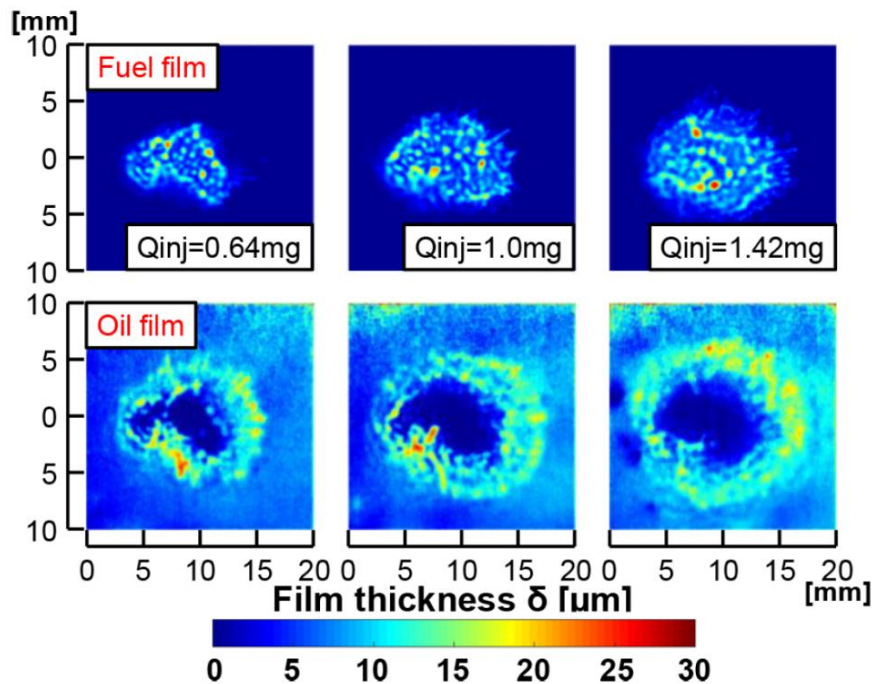 [mm]
10
Fuel film
5
0
5
10
Qinj=0.64mg
Qinj=1.0mg
Qinj=1.42mg
10
Oil film
5
0
5
10
0 5 10 15 20 0 5 10 15 20 0 5 10 15 20
Film thickness δ [µm]
[mm]
0 5 10 15 20 25 30